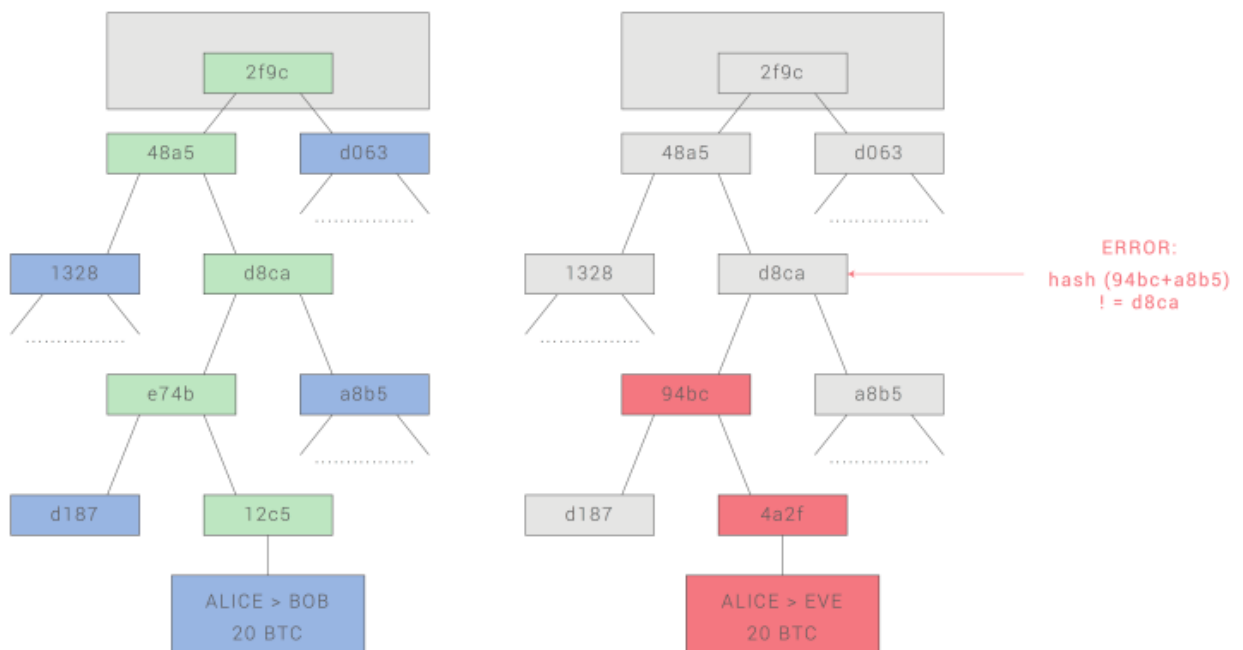 2f9c
48a5
d063
1328
d8ca
e74b
a8b5
d187
12c5
ALICE > BOB
20 BTC
2f9c
48a5
d063
1328
d8ca
ERROR:
hash (94bc+a8b5)
! = d8ca
94bc
a8b5
d187
4a2f
ALICE > EVE
20 BTC